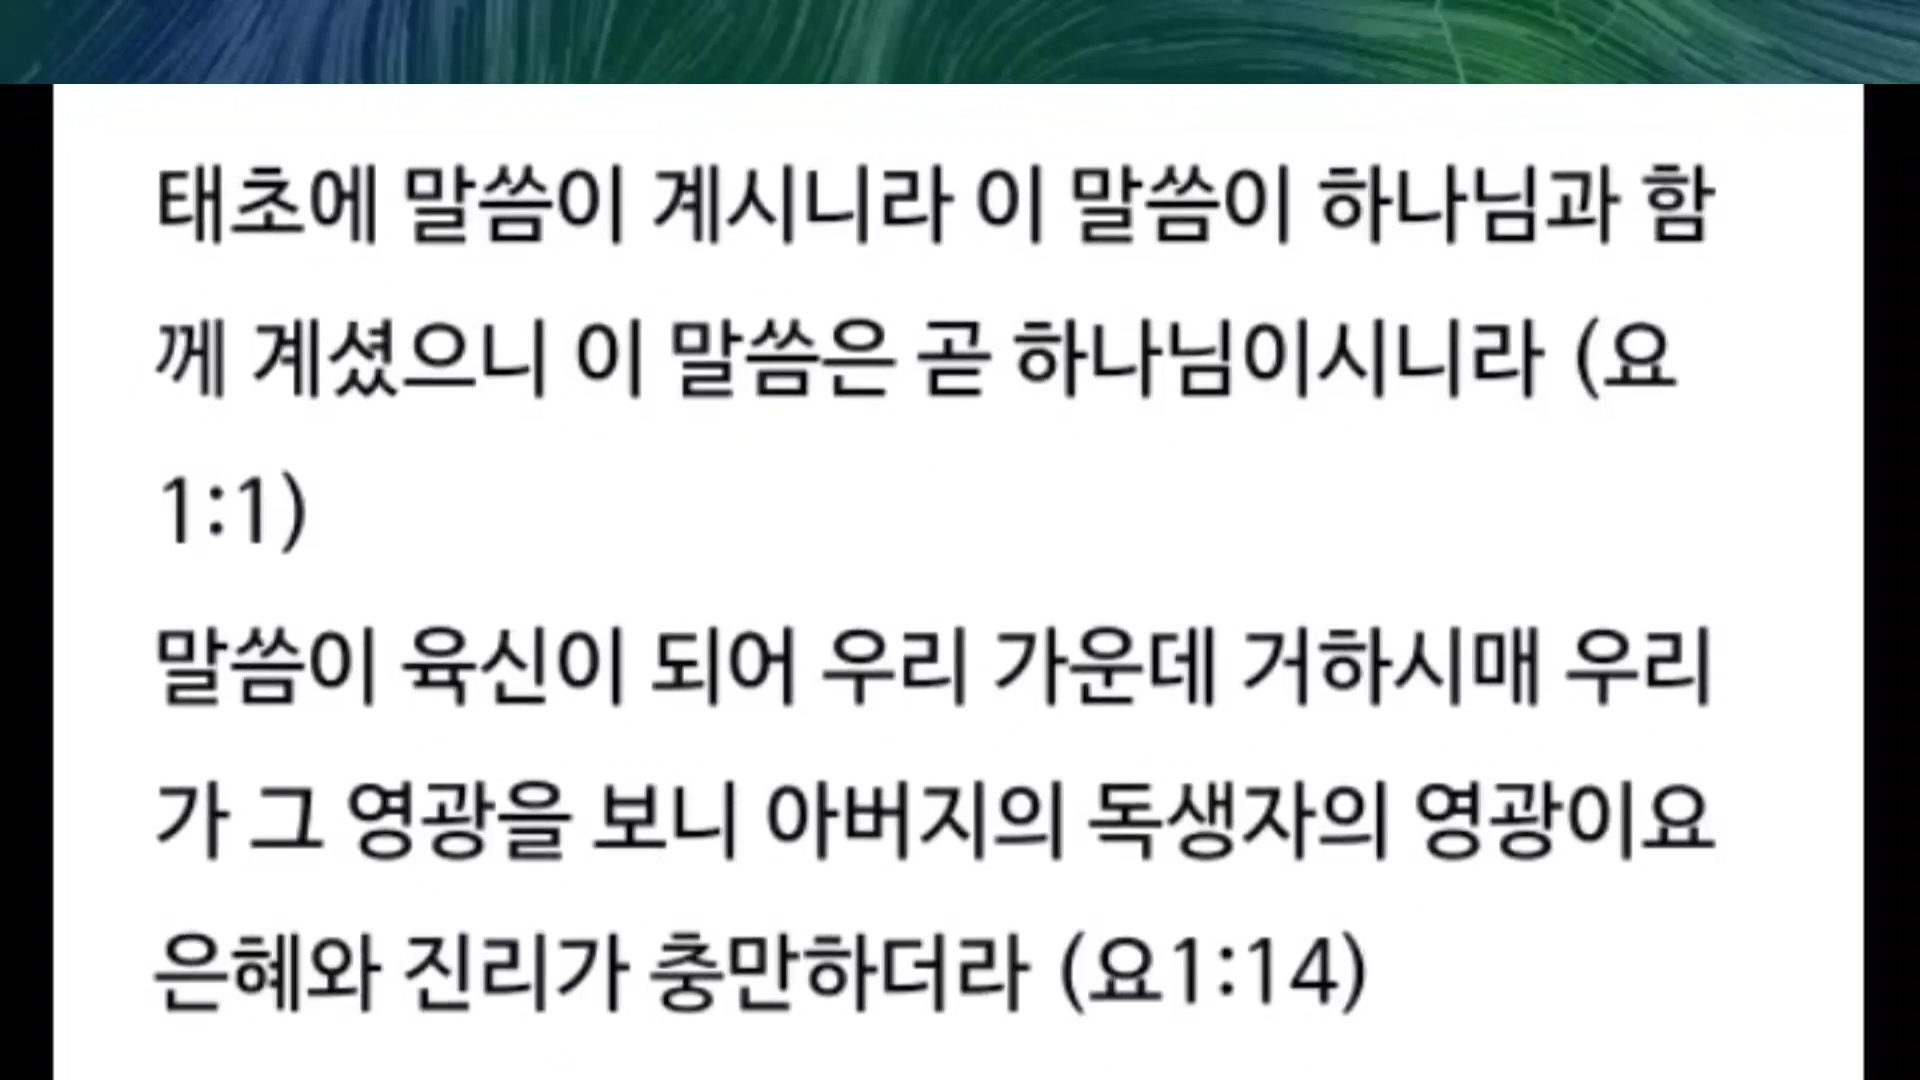 태초에 말씀이 계시니라 이 말씀이 하나님과 함
께 계셨으니 이 말씀은 곧 하나님이시니라 (요
1:1)
말씀이 육신이 되어 우리 가운데 거하시매 우리
가 그 영광을 보니 아버지의 독생자의 영광이요
은혜와 진리가 충만하더라 (요1:14)